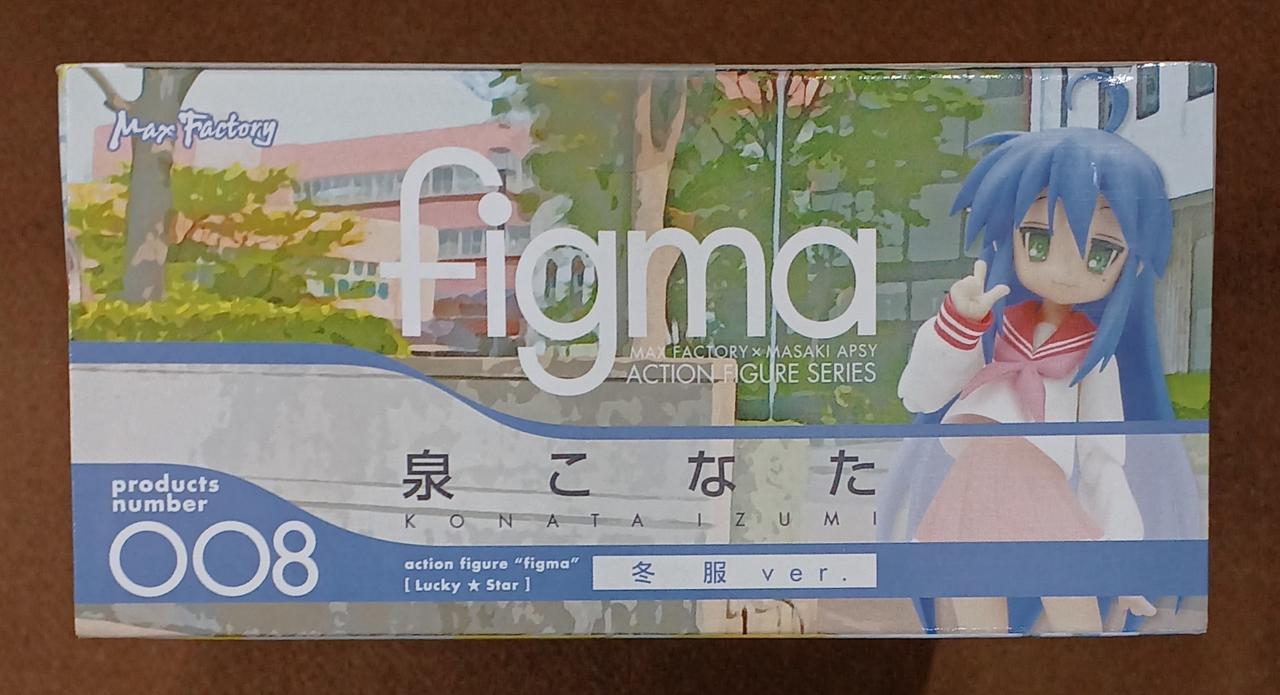 Max Factory
figma
MAX FACTORY × MASAKI APSY
ACTION FIGURE SERIES
泉こなた
KONATA IZUMI
products
number
008
action figure “figma”
[ Lucky ★ Star ]
冬服 ver.